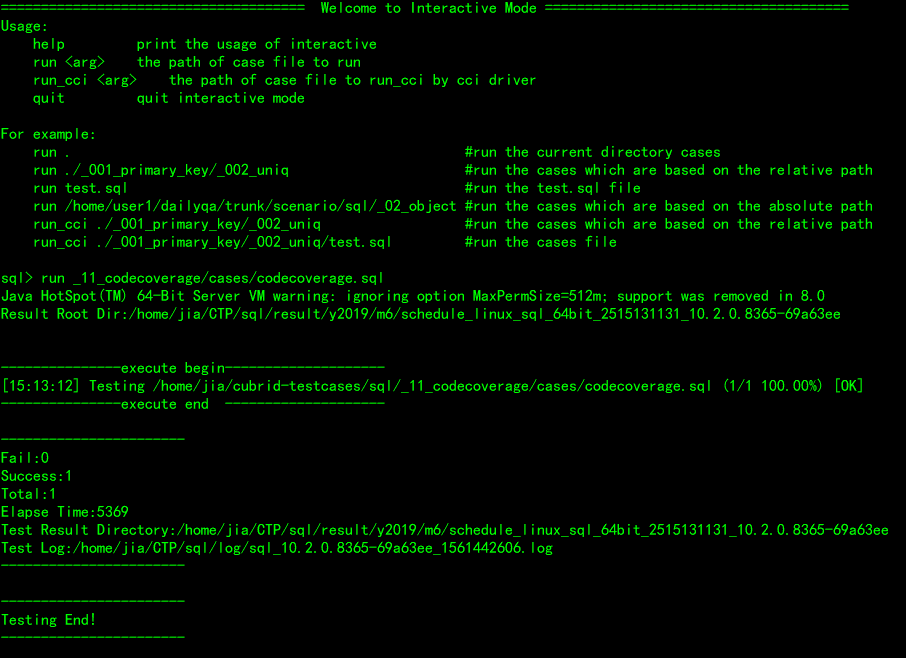 ====================================== Welcome to Interactive Mode ======================================
Usage:
    help         print the usage of interactive
    run <arg>    the path of case file to run
    run_cci <arg>    the path of case file to run_cci by cci driver
    quit         quit interactive mode
For example:
    run .                                                 #run the current directory cases
    run ./_001_primary_key/_002_uniq                      #run the cases which are based on the relative path
    run test.sql                                          #run the test.sql file
    run /home/user1/dailyqa/trunk/scenario/sql/_02_object #run the cases which are based on the absolute path
    run_cci ./_001_primary_key/_002_uniq                  #run the cases which are based on the relative path
    run_cci ./_001_primary_key/_002_uniq/test.sql         #run the cases file
sql> run _11_codecoverage/cases/codecoverage.sql
Java HotSpot(TM) 64-Bit Server VM warning: ignoring option MaxPermSize=512m; support was removed in 8.0
Result Root Dir:/home/jia/CTP/sql/result/y2019/m6/schedule_linux_sql_64bit_2515131131_10.2.0.8365-69a63ee
---------------execute begin--------------------
[15:13:12] Testing /home/jia/cubrid-testcases/sql/_11_codecoverage/cases/codecoverage.sql (1/1 100.00%) [OK]
---------------execute end  --------------------
-----------------------
Fail:0
Success:1
Total:1
Elapse Time:5369
Test Result Directory:/home/jia/CTP/sql/result/y2019/m6/schedule_linux_sql_64bit_2515131131_10.2.0.8365-69a63ee
Test Log:/home/jia/CTP/sql/log/sql_10.2.0.8365-69a63ee_1561442606.log
-----------------------
-----------------------
Testing End!
-----------------------